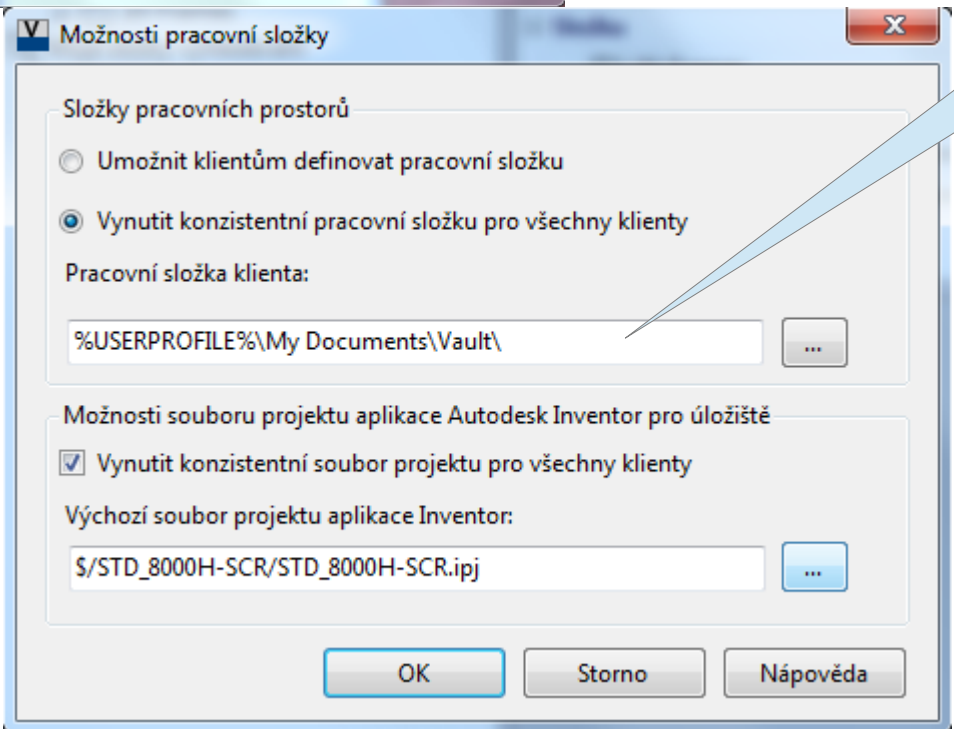 V Možnosti pracovní složky
Složky pracovních prostorů
Umožnit klientům definovat pracovní složku
Vynutit konzistentní pracovní složku pro všechny klienty
Pracovní složka klienta:
%USERPROFILE%\My Documents\Vault\
...
Možnosti souboru projektu aplikace Autodesk Inventor pro úložiště
Vynutit konzistentní soubor projektu pro všechny klienty
Výchozí soubor projektu aplikace Inventor:
$/STD_8000H-SCR/STD_8000H-SCR.ipj
...
OK Storno Nápověda